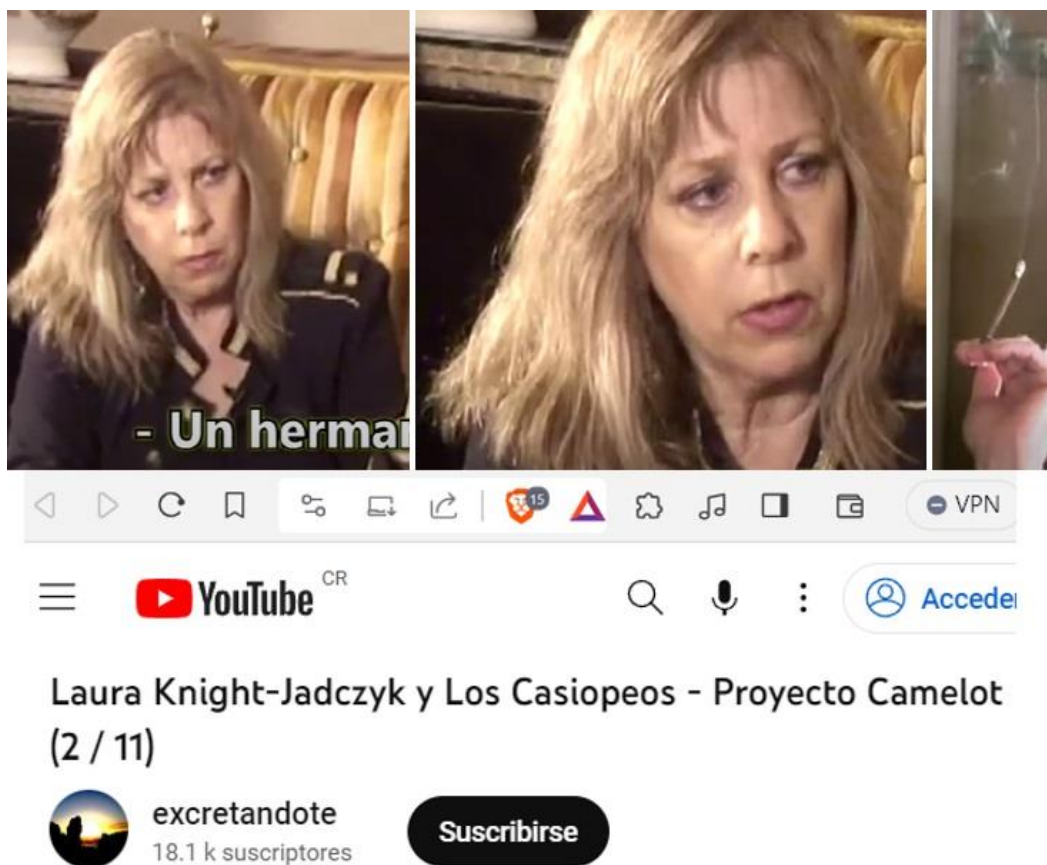 - Un herma
15
VPN
YouTube CR
Acceder
Laura Knight-Jadczyk y Los Casiopeos - Proyecto Camelot
(2 / 11)
excretandote
18.1 k suscriptores
Suscribirse